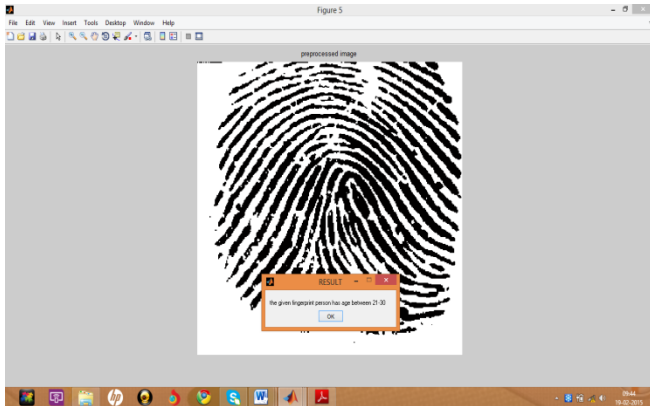 Figure 5
File Edit View Insert Tools Desktop Window Help
preprocessed image
RESULT
the given fingerprint person has age between 21-30
OK
09:44
19-02-2015